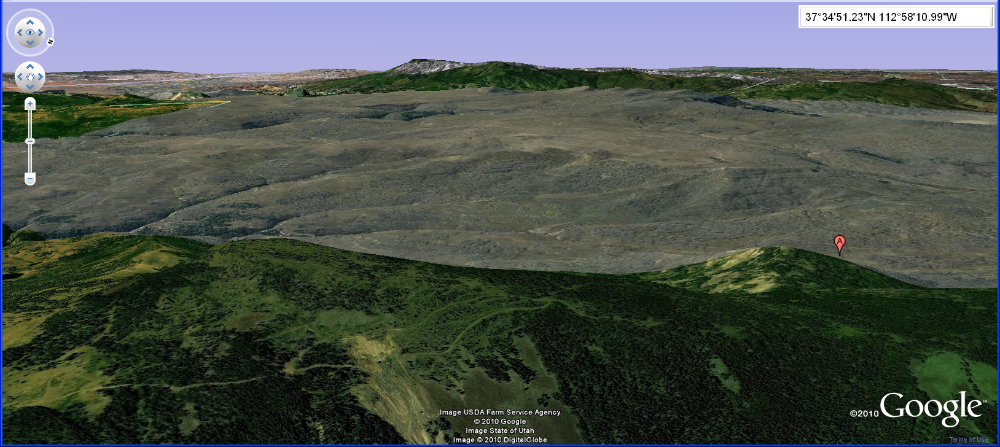 37°34'51.23"N 112°58'10.99"W
N
A
Image USDA Farm Service Agency
© 2010 Google
Image State of Utah
Image © 2010 DigitalGlobe
©2010 Google™
Terms of Use